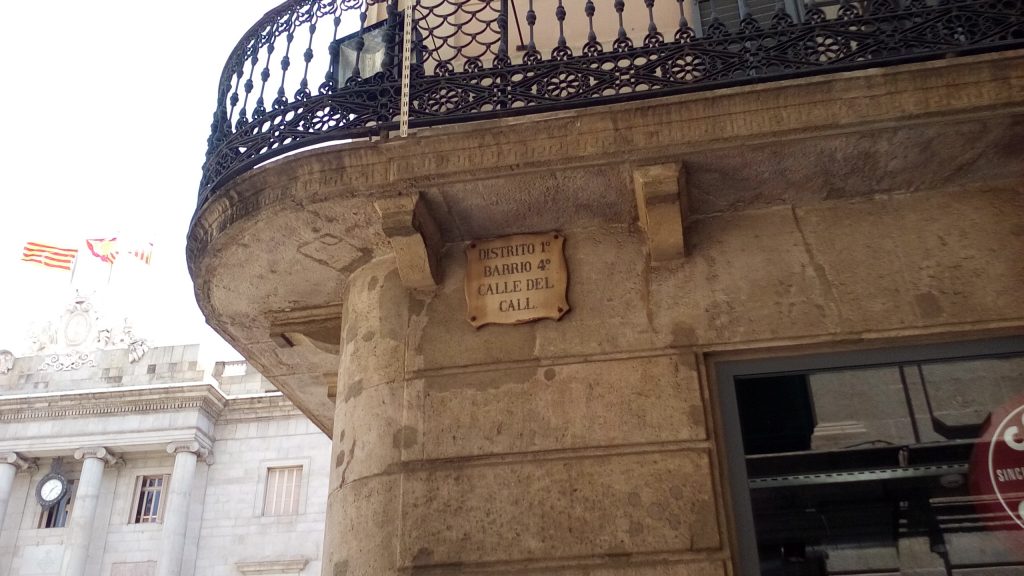 DISTRITO 1º
BARRIO 4º
CALLE DEL
CALL